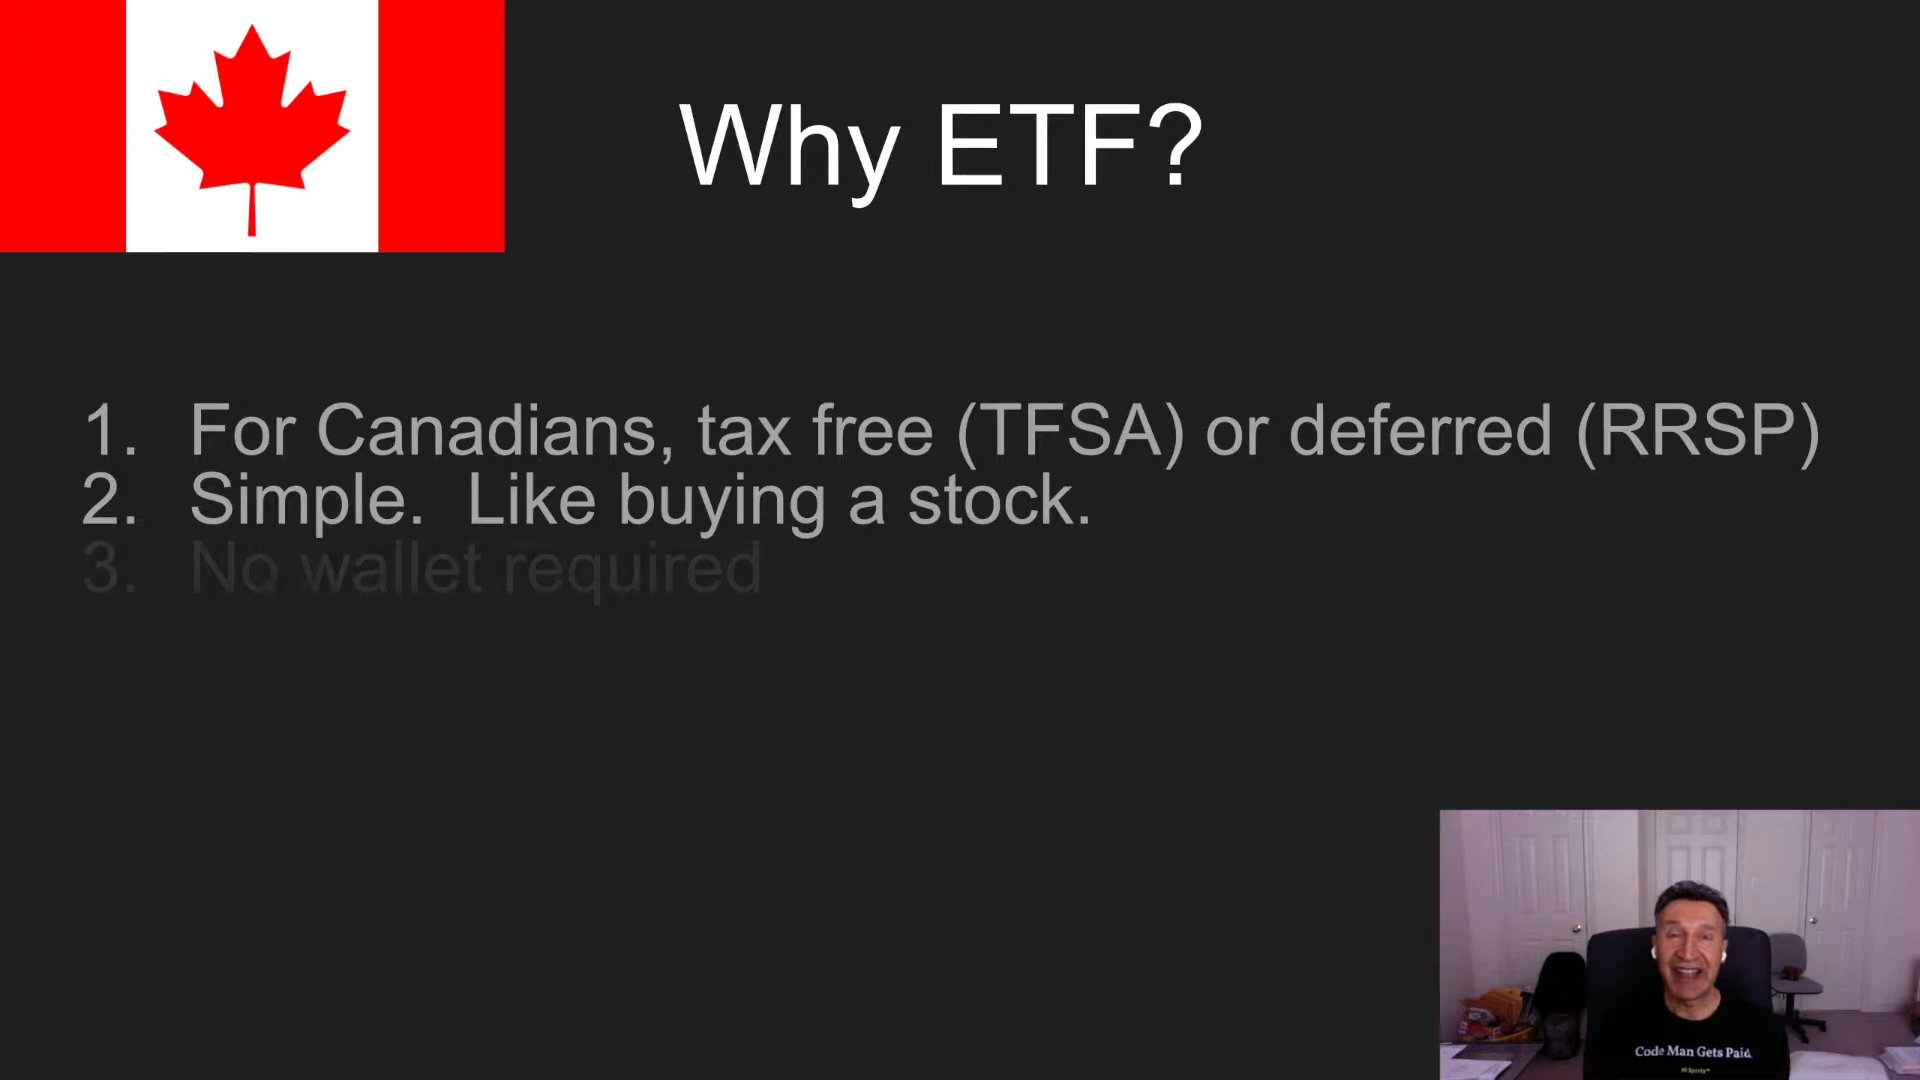 Why ETF?
1. For Canadians, tax free (TFSA) or deferred (RRSP)
2. Simple. Like buying a stock.
3. No wallet required
Code Man Gets Paid